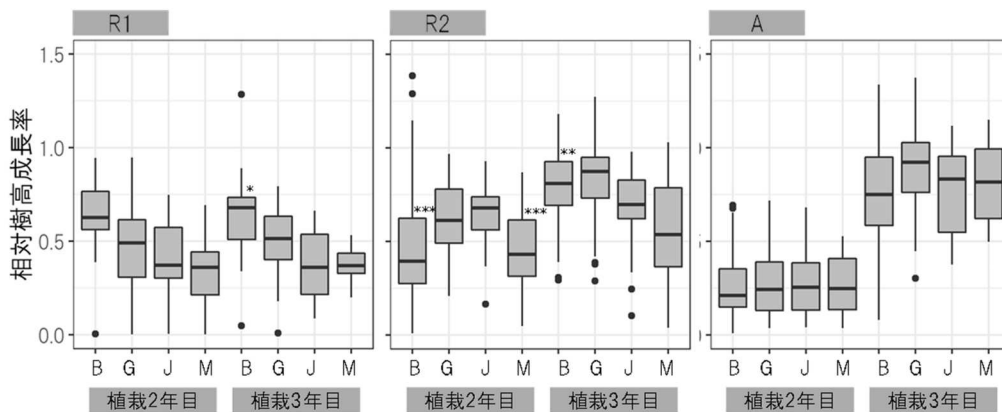 R1
R2
A
相対樹高成長率
1.5
1.0
0.5
0.0
*
***
***
**
B G J M B G J M
B G J M B G J M
B G J M B G J M
植栽2年目 植栽3年目
植栽2年目 植栽3年目
植栽2年目 植栽3年目